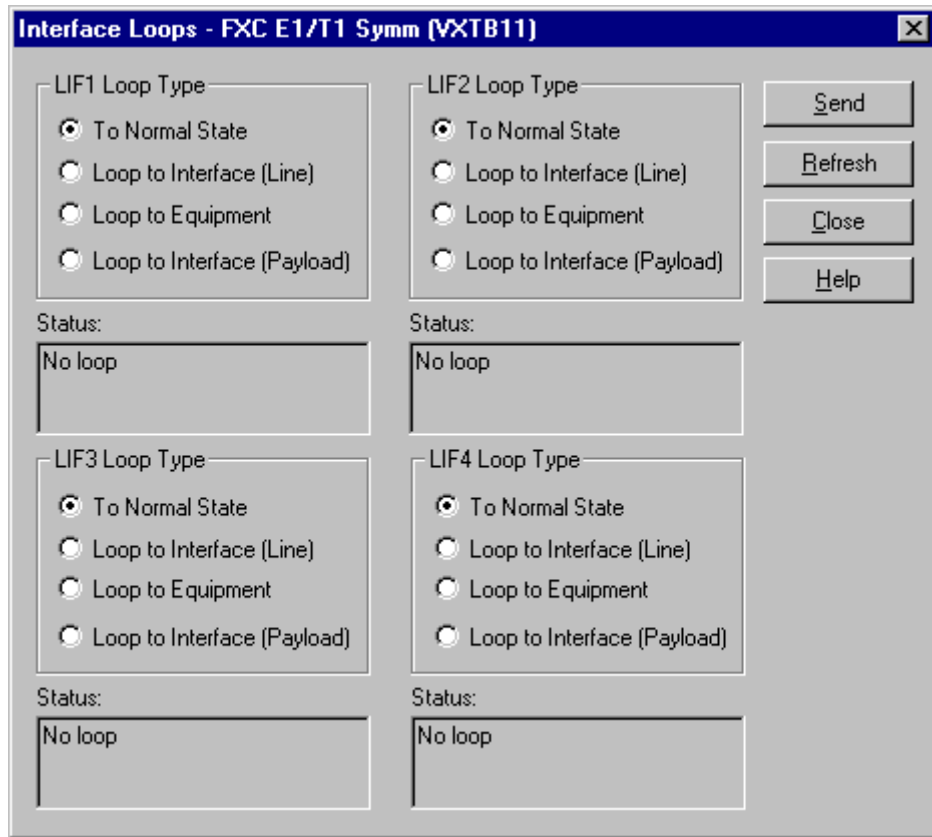 Interface Loops - FXC E1/T1 Symm (VXTB11)
LIF1 Loop Type
To Normal State
Loop to Interface (Line)
Loop to Equipment
Loop to Interface (Payload)
Status:
No loop
LIF2 Loop Type
To Normal State
Loop to Interface (Line)
Loop to Equipment
Loop to Interface (Payload)
Status:
No loop
Send
Refresh
Close
Help
LIF3 Loop Type
To Normal State
Loop to Interface (Line)
Loop to Equipment
Loop to Interface (Payload)
Status:
No loop
LIF4 Loop Type
To Normal State
Loop to Interface (Line)
Loop to Equipment
Loop to Interface (Payload)
Status:
No loop